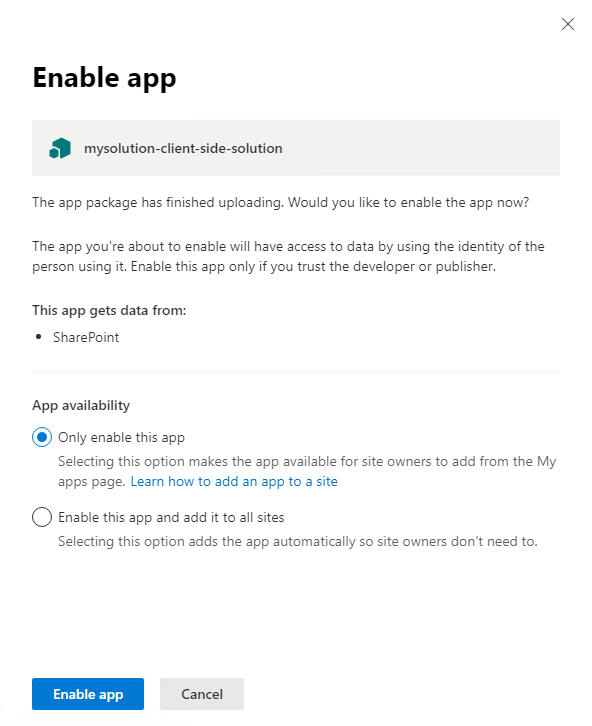 Enable app
mysolution-client-side-solution
The app package has finished uploading. Would you like to enable the app now?
The app you're about to enable will have access to data by using the identity of the
person using it. Enable this app only if you trust the developer or publisher.
This app gets data from:
SharePoint
App availability
Only enable this app
Selecting this option makes the app available for site owners to add from the My
apps page. Learn how to add an app to a site
Enable this app and add it to all sites
Selecting this option adds the app automatically so site owners don't need to.
Enable app
Cancel